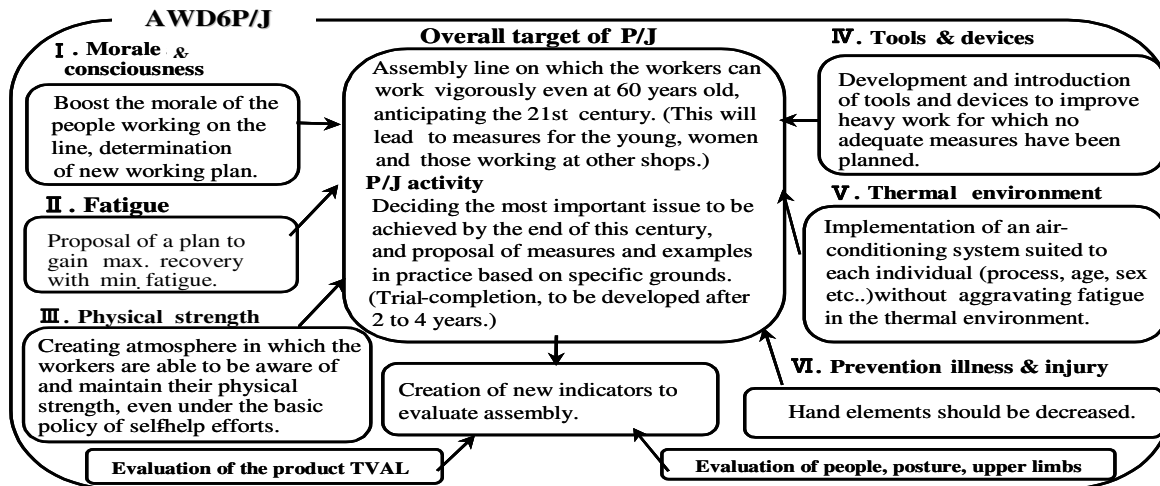 AWD6P/J
Ⅰ. Morale &
consciousness
Boost the morale of the
people working on the
line, determination
of new working plan.
Ⅱ. Fatigue
Proposal of a plan to
gain max. recovery
with min. fatigue.
Ⅲ. Physical strength
Creating atmosphere in which the
workers are able to be aware of
and maintain their physical
strength, even under the basic
policy of selfhelp efforts.
Overall target of P/J
Assembly line on which the workers can
work vigorously even at 60 years old,
anticipating the 21st century. (This will
lead to measures for the young, women
and those working at other shops.)
P/J activity
Deciding the most important issue to be
achieved by the end of this century,
and proposal of measures and examples
in practice based on specific grounds.
(Trial-completion, to be developed after
2 to 4 years.)
Creation of new indicators to
evaluate assembly.
Ⅳ. Tools & devices
Development and introduction
of tools and devices to improve
heavy work for which no
adequate measures have been
planned.
Ⅴ. Thermal environment
Implementation of an air-
conditioning system suited to
each individual (process, age, sex
etc..)without aggravating fatigue
in the thermal environment.
Ⅵ. Prevention illness & injury
Hand elements should be decreased.
Evaluation of the product TVAL
Evaluation of people, posture, upper limbs